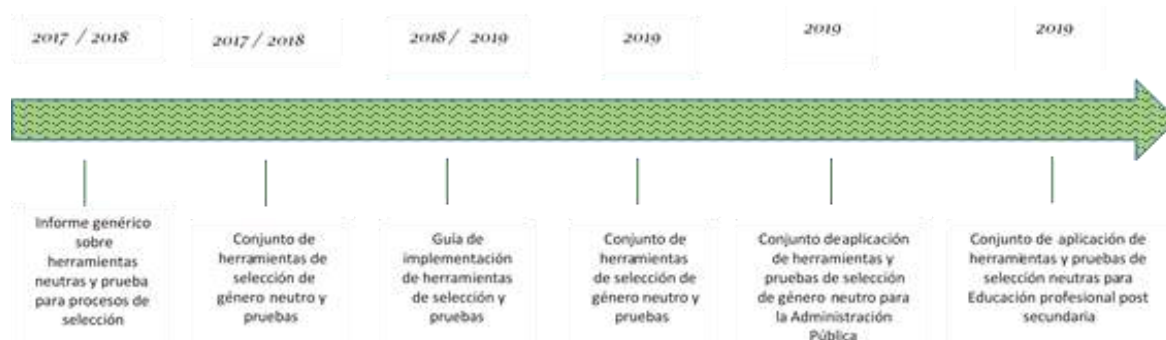 2017 / 2018
2017 / 2018
2018 / 2019
2019
2019
2019
Informe genérico
sobre
herramientas
neutras y prueba
para procesos de
selección
Conjunto de
herramientas de
selección de
género neutro y
pruebas
Guía de
implementación
de herramientas
de selección y
pruebas
Conjunto de
herramientas
de selección de
género neutro y
pruebas
Conjunto de aplicación
de herramientas y
pruebas de selección
de género neutro para
la Administración
Pública
Conjunto de aplicación de
herramientas y pruebas de
selección neutras para
Educación profesional post
secundaria